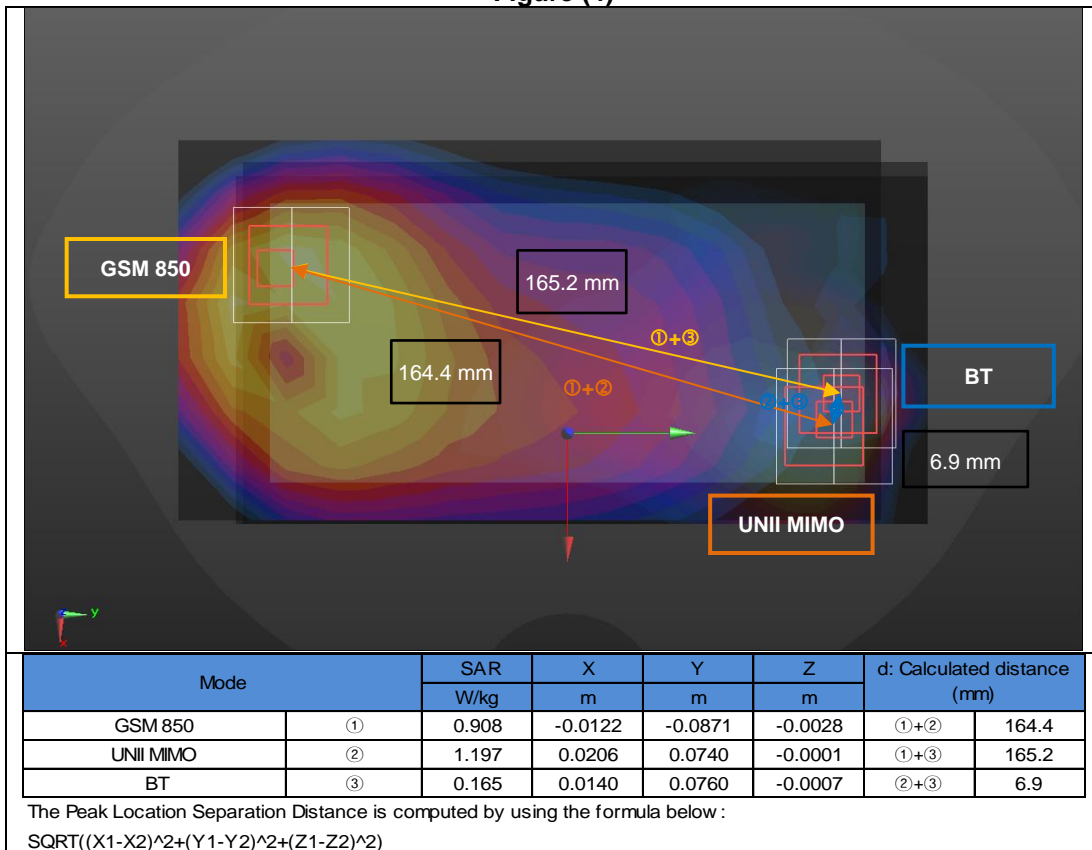 GSM 850
165.2 mm
①+③
164.4 mm
①+②
②+③
BT
6.9 mm
UNII MIMO
y
x
Mode SAR X Y Z d: Calculated distance (mm)
W/kg m m m
GSM 850 ① 0.908 -0.0122 -0.0871 -0.0028 ①+② 164.4
UNII MIMO ② 1.197 0.0206 0.0740 -0.0001 ①+③ 165.2
BT ③ 0.165 0.0140 0.0760 -0.0007 ②+③ 6.9
The Peak Location Separation Distance is computed by using the formula below :
SQRT((X1-X2)^2+(Y1-Y2)^2+(Z1-Z2)^2)